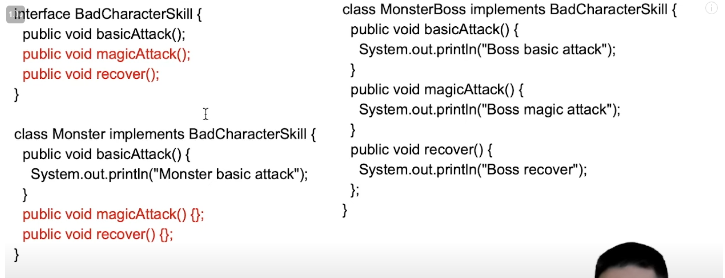 interface BadCharacterSkill {
public void basicAttack();
public void magicAttack();
public void recover();
}
class Monster implements BadCharacterSkill {
public void basicAttack() {
System.out.println("Monster basic attack");
}
public void magicAttack() {};
public void recover() {};
}
class MonsterBoss implements BadCharacterSkill {
public void basicAttack() {
System.out.println("Boss basic attack");
}
public void magicAttack() {
System.out.println("Boss magic attack");
}
public void recover() {
System.out.println("Boss recover");
};
}